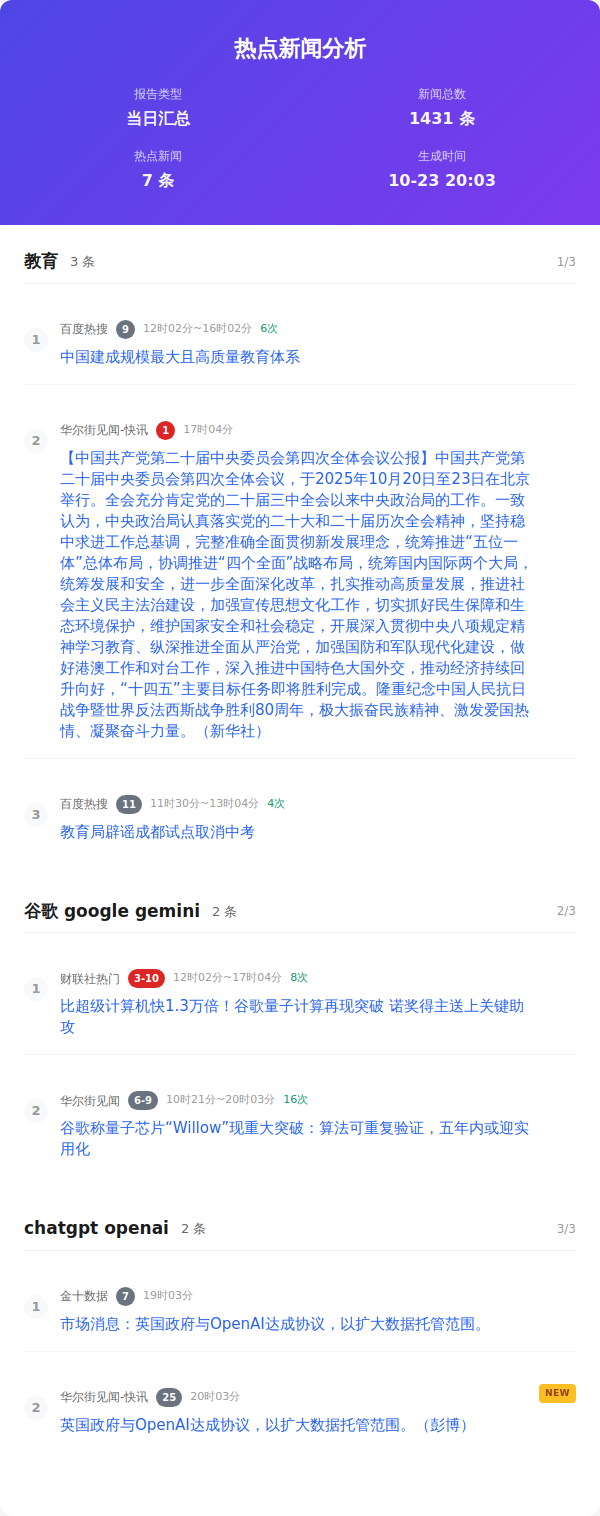 热点新闻分析
报告类型
当日汇总
新闻总数
1431 条
热点新闻
7 条
生成时间
10-23 20:03
教育 3 条 1/3
1
百度热搜 9 12时02分~16时02分 6次
中国建成规模最大且高质量教育体系
2
华尔街见闻-快讯 1 17时04分
【中国共产党第二十届中央委员会第四次全体会议公报】中国共产党第
二十届中央委员会第四次全体会议，于2025年10月20日至23日在北京
举行。全会充分肯定党的二十届三中全会以来中央政治局的工作。一致
认为，中央政治局认真落实党的二十大和二十届历次全会精神，坚持稳
中求进工作总基调，完整准确全面贯彻新发展理念，统筹推进“五位一
体”总体布局，协调推进“四个全面”战略布局，统筹国内国际两个大局，
统筹发展和安全，进一步全面深化改革，扎实推动高质量发展，推进社
会主义民主法治建设，加强宣传思想文化工作，切实抓好民生保障和生
态环境保护，维护国家安全和社会稳定，开展深入贯彻中央八项规定精
神学习教育、纵深推进全面从严治党，加强国防和军队现代化建设，做
好港澳工作和对台工作，深入推进中国特色大国外交，推动经济持续回
升向好，“十四五”主要目标任务即将胜利完成。隆重纪念中国人民抗日
战争暨世界反法西斯战争胜利80周年，极大振奋民族精神、激发爱国热
情、凝聚奋斗力量。（新华社）
3
百度热搜 11 11时30分~13时04分 4次
教育局辟谣成都试点取消中考
谷歌 google gemini 2 条 2/3
1
财联社热门 3-10 12时02分~17时04分 8次
比超级计算机快1.3万倍！谷歌量子计算再现突破 诺奖得主送上关键助
攻
2
华尔街见闻 6-9 10时21分~20时03分 16次
谷歌称量子芯片“Willow”现重大突破：算法可重复验证，五年内或迎实
用化
chatgpt openai 2 条 3/3
1
金十数据 7 19时03分
市场消息：英国政府与OpenAI达成协议，以扩大数据托管范围。
2
华尔街见闻-快讯 25 20时03分 NEW
英国政府与OpenAI达成协议，以扩大数据托管范围。（彭博）